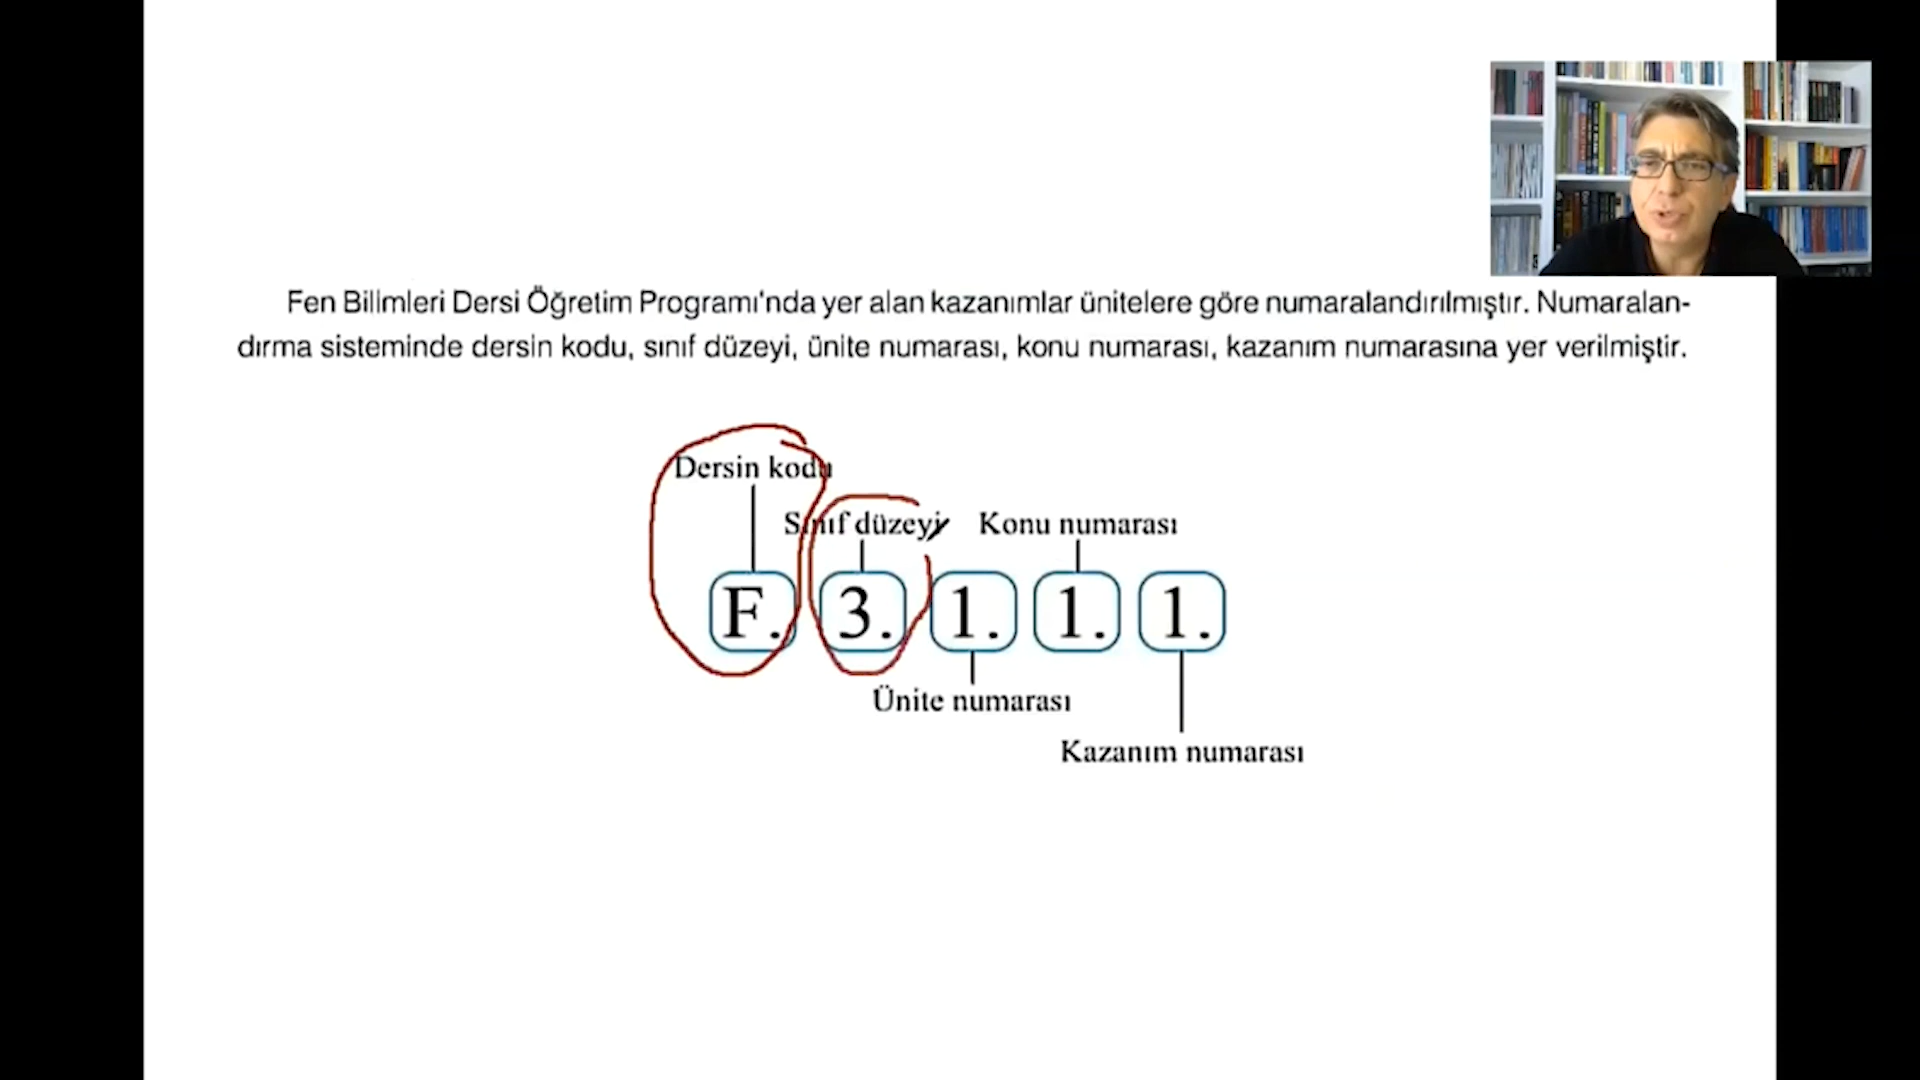 Fen Bilimleri Dersi Öğretim Programı'nda yer alan kazanımlar ünitelere göre numaralandırılmıştır. Numaralan-
dırma sisteminde dersin kodu, sınıf düzeyi, ünite numarası, konu numarası, kazanım numarasına yer verilmiştir.
Dersin kodu
Sınıf düzeyi Konu numarası
F. 3. 1. 1. 1.
Ünite numarası
Kazanım numarası